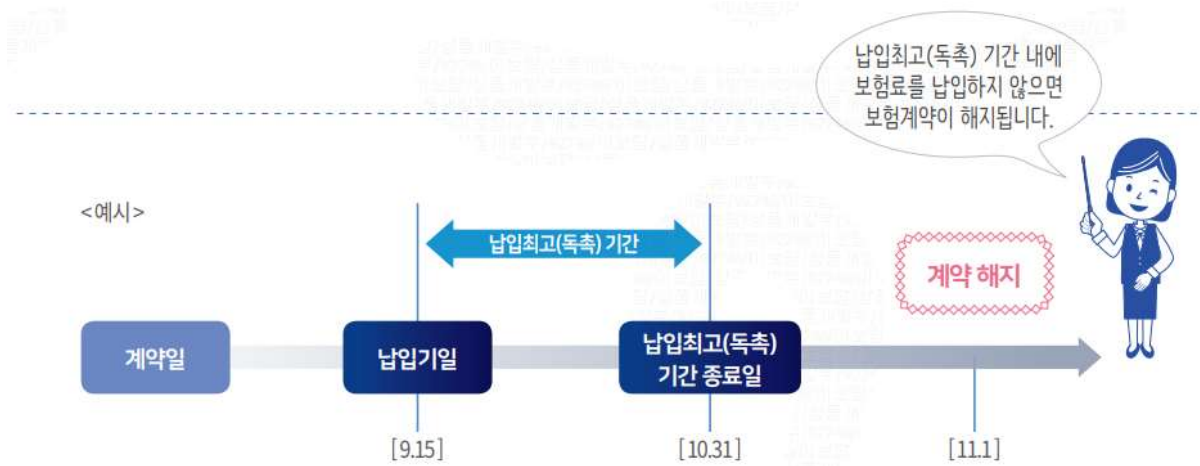 납입최고(독촉) 기간 내에
보험료를 납입하지 않으면
보험계약이 해지됩니다.
<예시>
납입최고(독촉) 기간
계약 해지
계약일
납입기일
납입최고(독촉)
기간 종료일
[9.15]
[10.31]
[11.1]